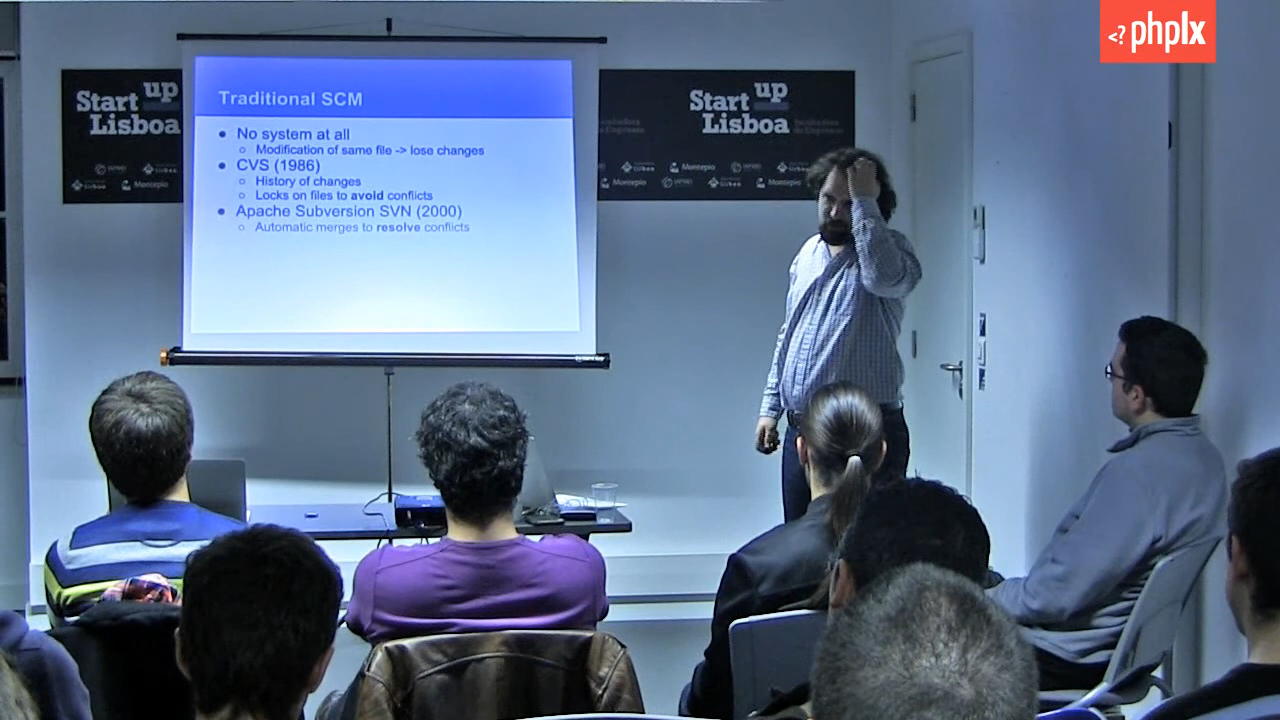 <? phplx
Traditional SCM
● No system at all
○ Modification of same file -> lose changes
● CVS (1986)
○ History of changes
○ Locks on files to avoid conflicts
● Apache Subversion SVN (2000)
○ Automatic merges to resolve conflicts
Start up
Lisboa
Montepio
Start up
Lisboa
Montepio
Montepio
Montepio